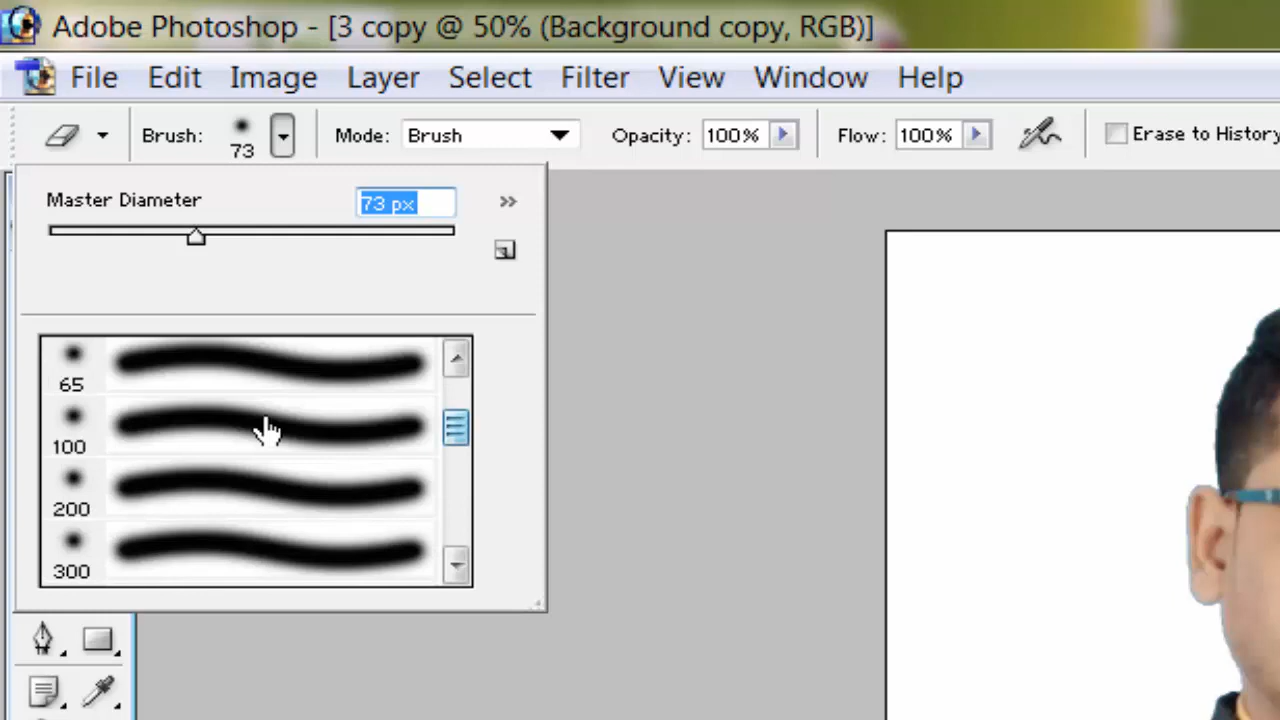 Adobe Photoshop - [3 copy @ 50% (Background copy, RGB)]
File Edit Image Layer Select Filter View Window Help
Brush: 73 Mode: Brush Opacity: 100% Flow: 100% Erase to History
Master Diameter 73 px
65
100
200
300